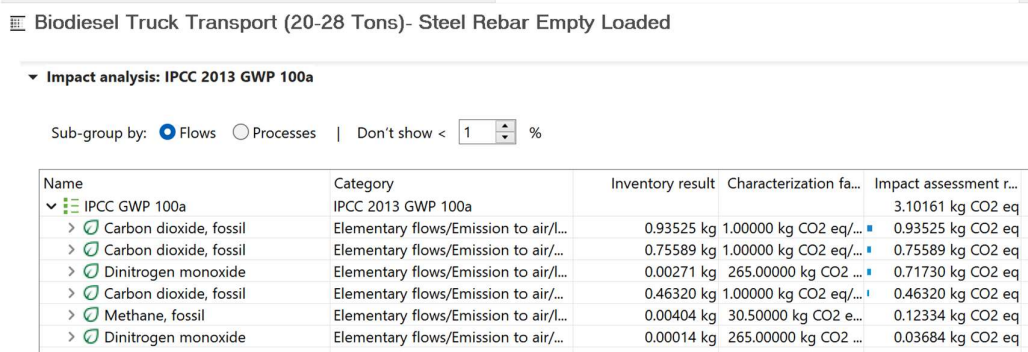 Biodiesel Truck Transport (20-28 Tons)- Steel Rebar Empty Loaded
Impact analysis: IPCC 2013 GWP 100a
Sub-group by: Flows Processes | Don't show < 1 %
Name Category Inventory result Characterization fa... Impact assessment r...
IPCC GWP 100a IPCC 2013 GWP 100a 3.10161 kg CO2 eq
Carbon dioxide, fossil Elementary flows/Emission to air/l... 0.93525 kg 1.00000 kg CO2 eq/... 0.93525 kg CO2 eq
Carbon dioxide, fossil Elementary flows/Emission to air/... 0.75589 kg 1.00000 kg CO2 eq/... 0.75589 kg CO2 eq
Dinitrogen monoxide Elementary flows/Emission to air/l... 0.00271 kg 265.00000 kg CO2 ... 0.71730 kg CO2 eq
Carbon dioxide, fossil Elementary flows/Emission to air/... 0.46320 kg 1.00000 kg CO2 eq/... 0.46320 kg CO2 eq
Methane, fossil Elementary flows/Emission to air/... 0.00404 kg 30.50000 kg CO2 e... 0.12334 kg CO2 eq
Dinitrogen monoxide Elementary flows/Emission to air/... 0.00014 kg 265.00000 kg CO2 ... 0.03684 kg CO2 eq